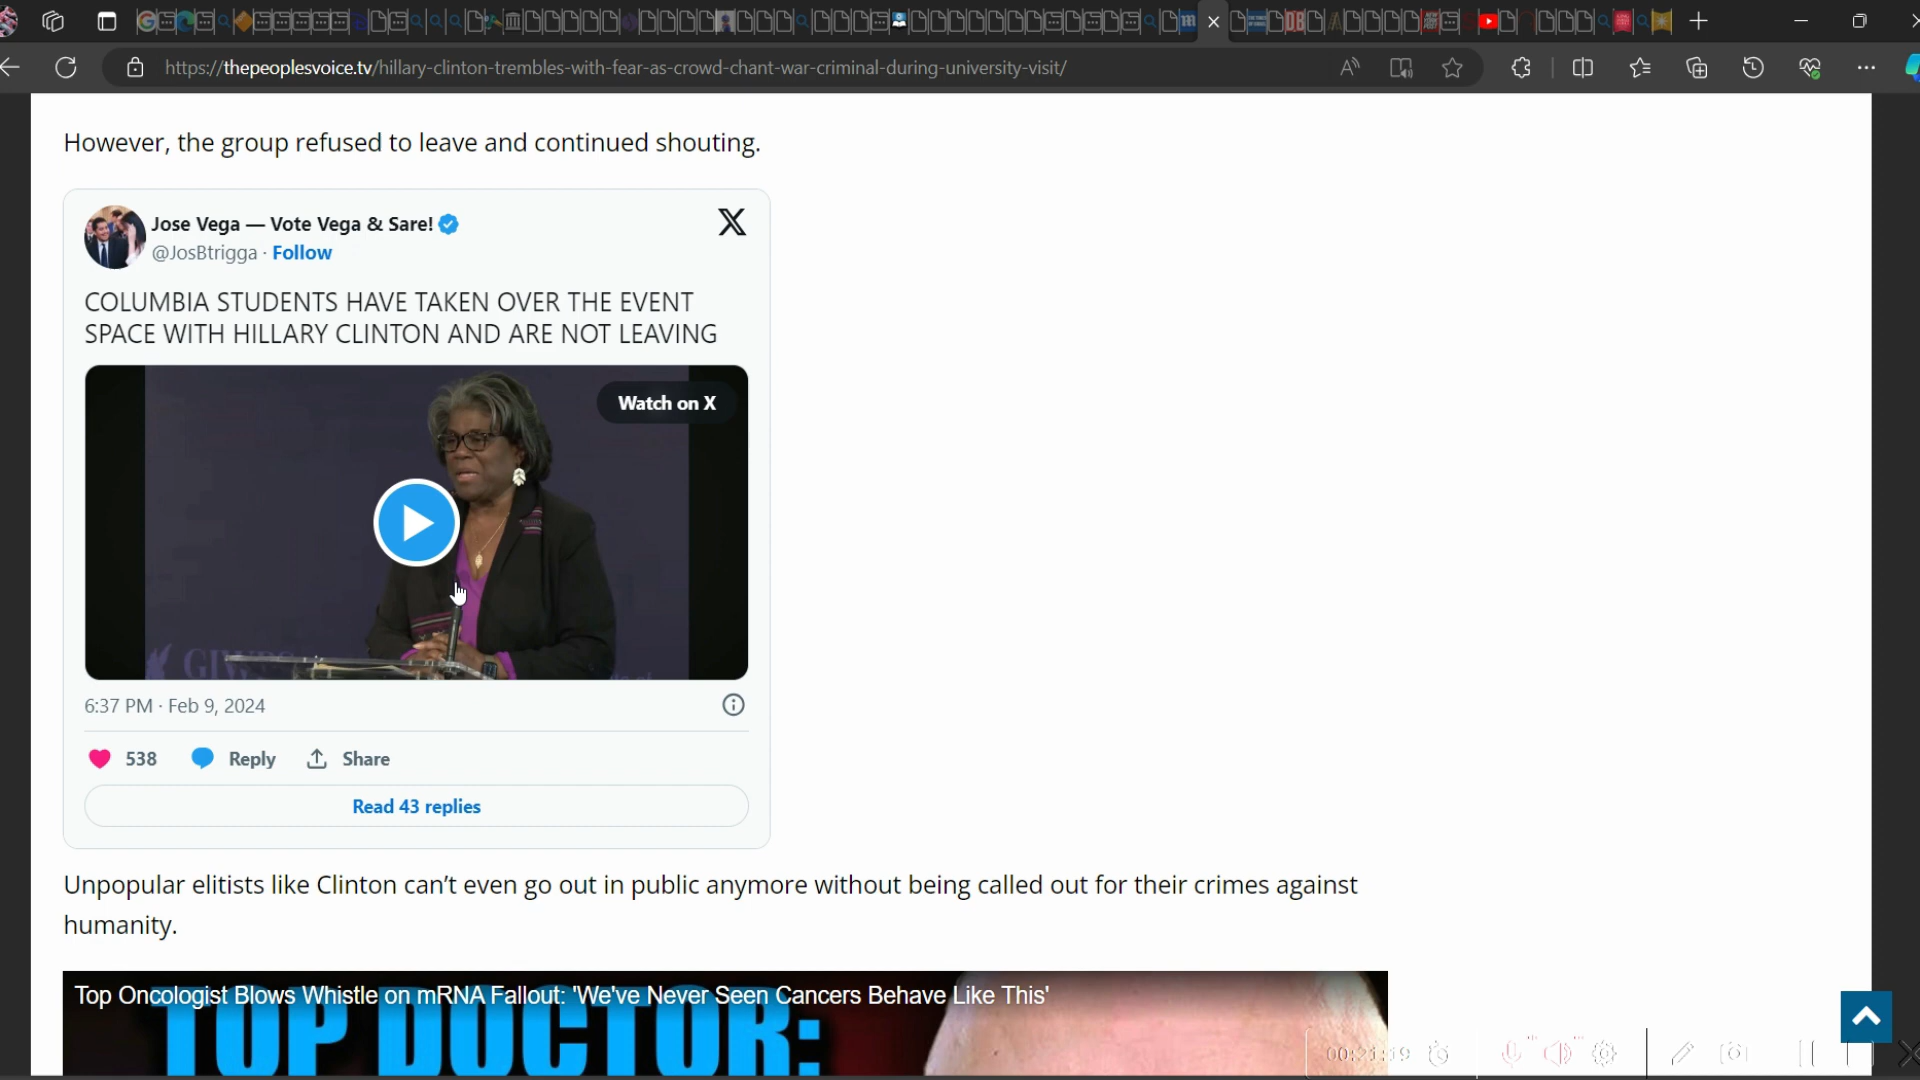 https://thepeoplesvoice.tv/hillary-clinton-trembles-with-fear-as-crowd-chant-war-criminal-during-university-visit/
However, the group refused to leave and continued shouting.
Jose Vega — Vote Vega & Sare!
@JosBtrigga · Follow
COLUMBIA STUDENTS HAVE TAKEN OVER THE EVENT
SPACE WITH HILLARY CLINTON AND ARE NOT LEAVING
Watch on X
6:37 PM · Feb 9, 2024
538 Reply Share
Read 43 replies
Unpopular elitists like Clinton can’t even go out in public anymore without being called out for their crimes against
humanity.
Top Oncologist Blows Whistle on mRNA Fallout: 'We've Never Seen Cancers Behave Like This'
TOP DOCTOR: